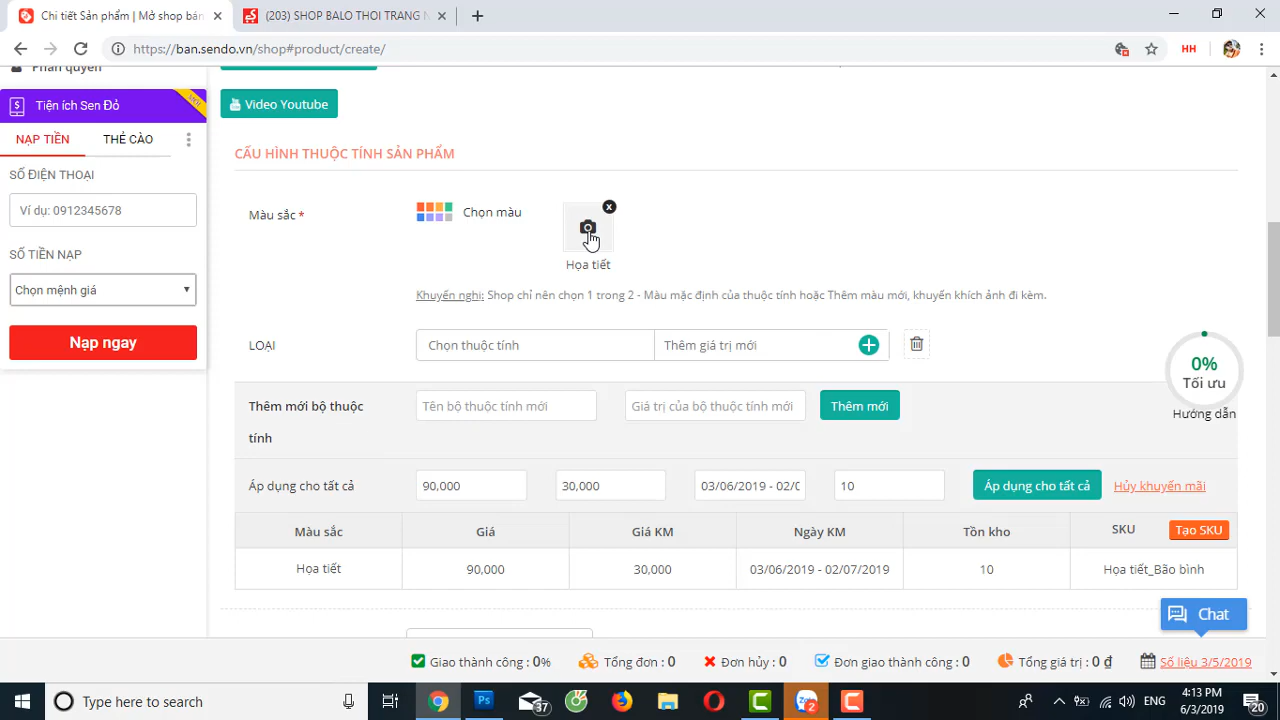 Chi tiết Sản phẩm | Mở shop bán
(203) SHOP BALO THOI TRANG N
https://ban.sendo.vn/shop#product/create/
HH
Phân quyền
Tiện ích Sen Đỏ
MỚI
NẠP TIỀN
THẺ CÀO
SỐ ĐIỆN THOẠI
Ví dụ: 0912345678
SỐ TIỀN NẠP
Chọn mệnh giá
Nạp ngay
Video Youtube
CẤU HÌNH THUỘC TÍNH SẢN PHẨM
Màu sắc *
Chọn màu
x
Họa tiết
Khuyến nghị: Shop chỉ nên chọn 1 trong 2 - Màu mặc định của thuộc tính hoặc Thêm màu mới, khuyến khích ảnh đi kèm.
LOẠI
Chọn thuộc tính
Thêm giá trị mới
0%
Tối ưu
Hướng dẫn
Thêm mới bộ thuộc
tính
Tên bộ thuộc tính mới
Giá trị của bộ thuộc tính mới
Thêm mới
Áp dụng cho tất cả
90,000
30,000
03/06/2019 - 02/0
10
Áp dụng cho tất cả
Hủy khuyến mãi
Màu sắc
Giá
Giá KM
Ngày KM
Tồn kho
SKU
Tạo SKU
Họa tiết
90,000
30,000
03/06/2019 - 02/07/2019
10
Họa tiết_Bão bình
Chat
Giao thành công : 0%
Tổng đơn : 0
Đơn hủy : 0
Đơn giao thành công : 0
Tổng giá trị : 0 đ
Số liệu 3/5/2019
Type here to search
Ps
37
Zalo
2
ENG
4:13 PM
6/3/2019
20